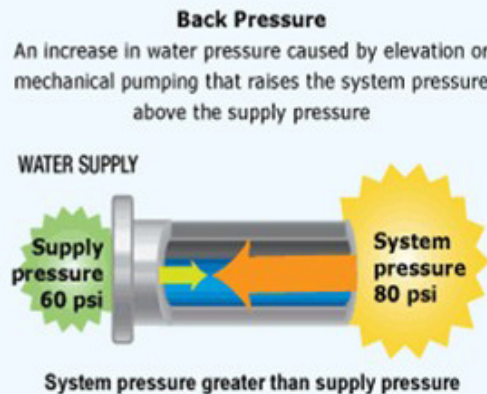 Back Pressure
An increase in water pressure caused by elevation or
mechanical pumping that raises the system pressure
above the supply pressure
WATER SUPPLY
Supply
pressure
60 psi
System
pressure
80 psi
System pressure greater than supply pressure